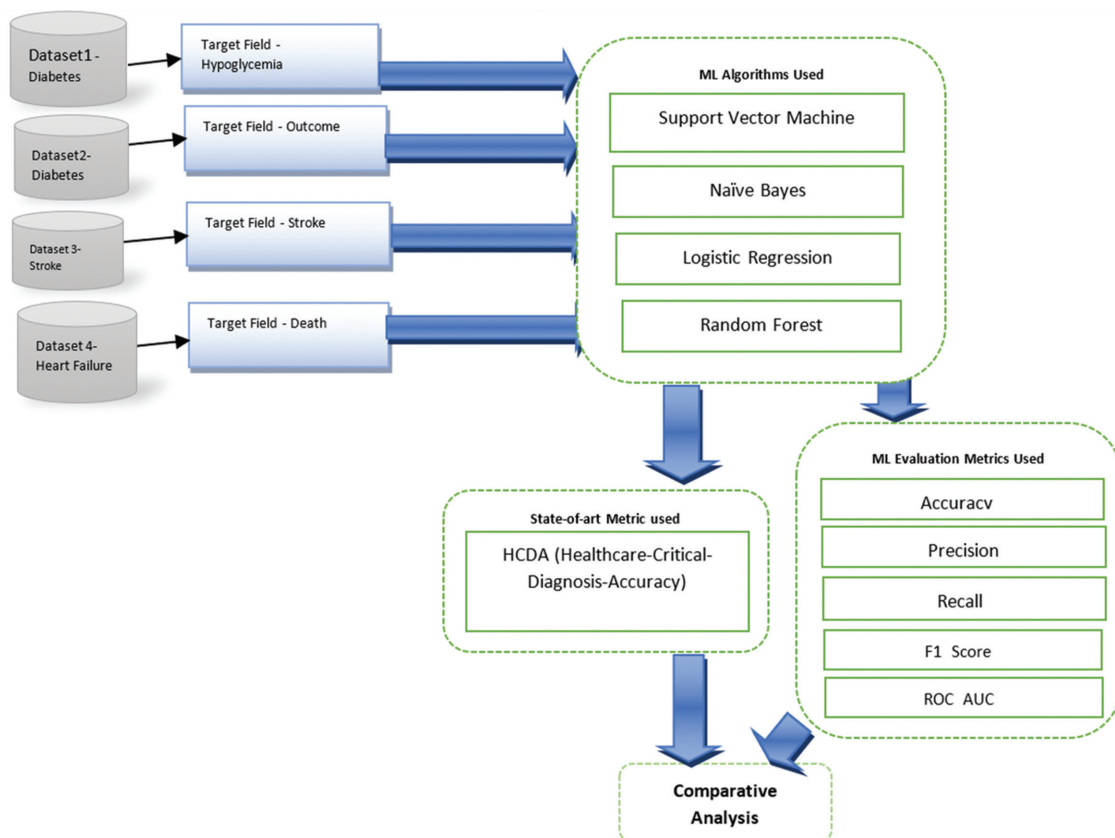 Dataset1 -
Diabetes
Target Field -
Hypoglycemia
Dataset2-
Diabetes
Target Field - Outcome
Dataset 3-
Stroke
Target Field - Stroke
Dataset 4-
Heart Failure
Target Field - Death
ML Algorithms Used
Support Vector Machine
Naïve Bayes
Logistic Regression
Random Forest
State-of-art Metric used
HCDA (Healthcare-Critical-
Diagnosis-Accuracy)
ML Evaluation Metrics Used
Accuracv
Precision
Recall
F1 Score
ROC AUC
Comparative
Analysis